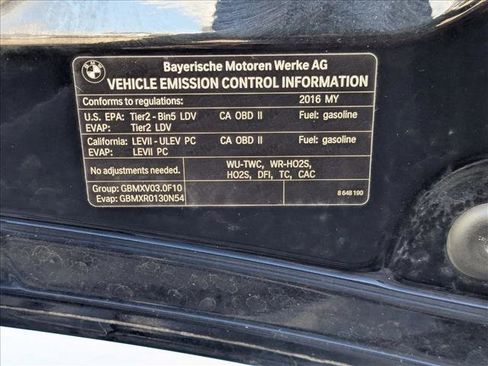 BMW
Bayerische Motoren Werke AG
VEHICLE EMISSION CONTROL INFORMATION
Conforms to regulations: 2016 MY
U.S. EPA: Tier2 - Bin5 LDV CA OBD II Fuel: gasoline
EVAP: Tier2 LDV
California: LEVII - ULEV PC CA OBD II Fuel: gasoline
Evap: LEVII PC
No adjustments needed.
WU-TWC, WR-HO2S,
HO2S, DFI, TC, CAC
Group: GBMXV03.0F10
Evap: GBMXR0130N54
8 648 190